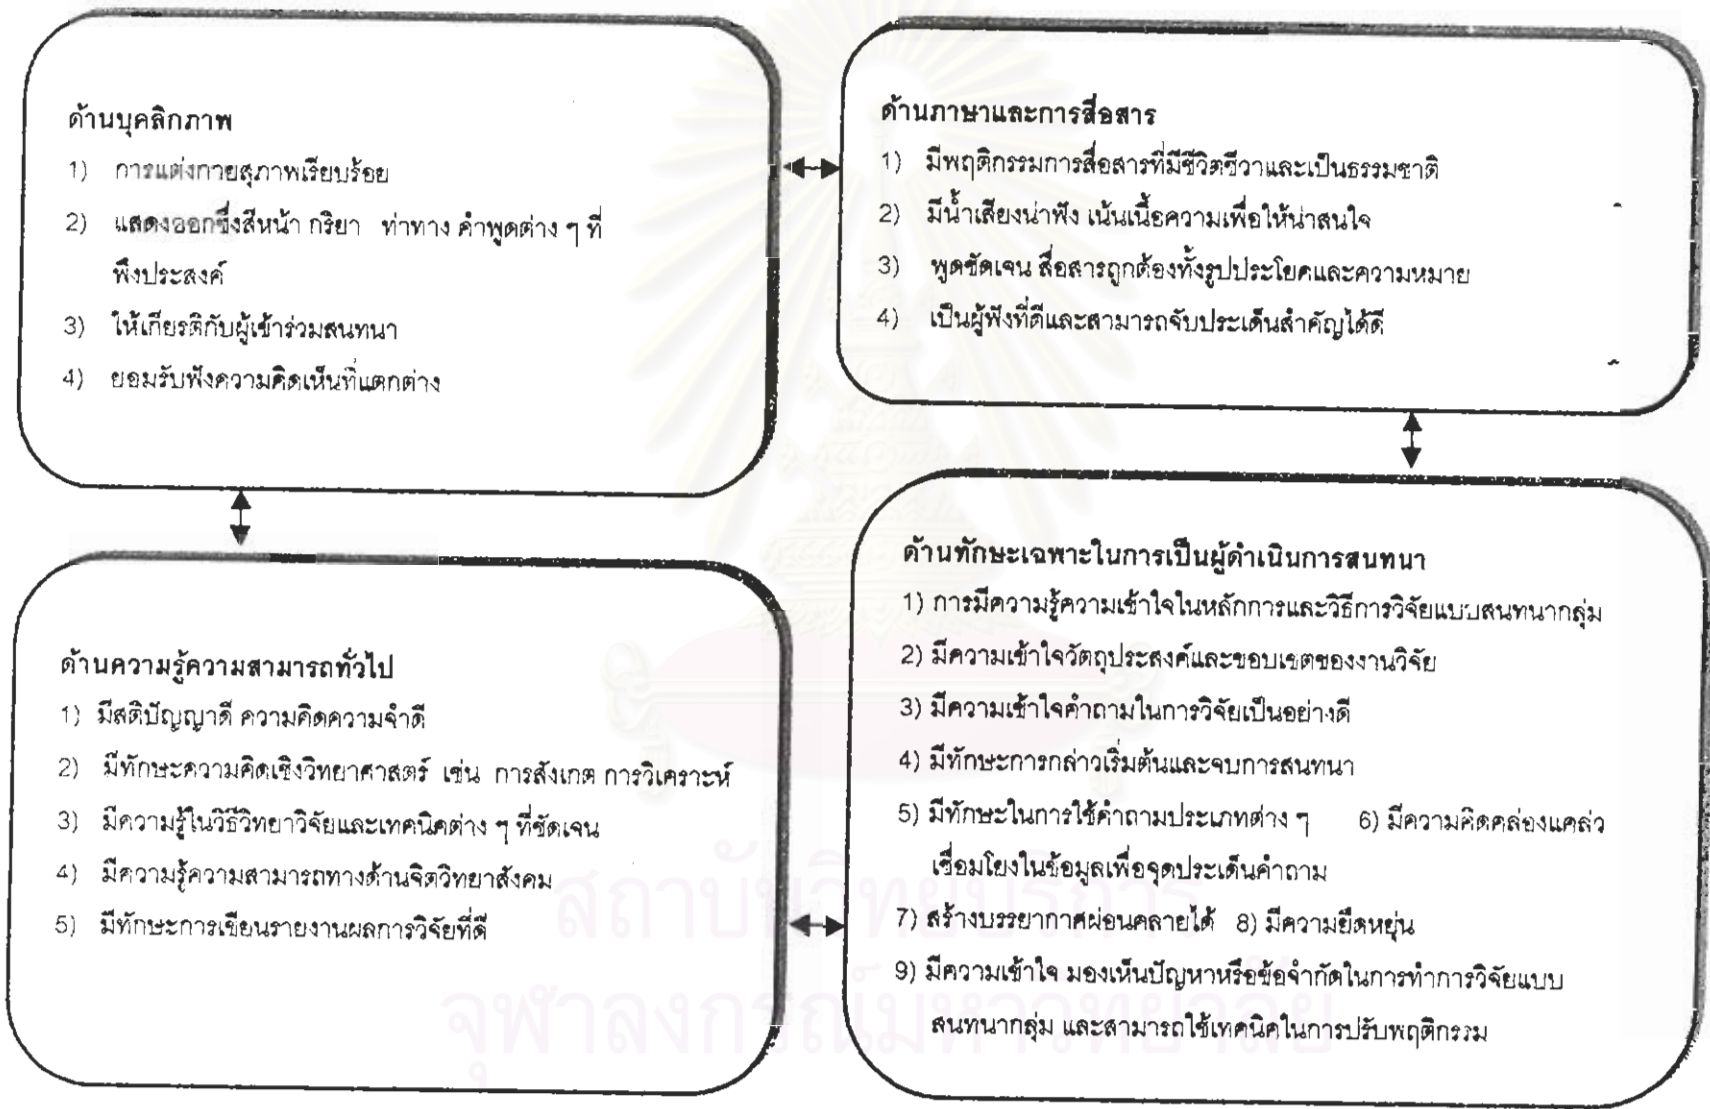 ด้านบุคลิกภาพ
1) การแต่งกายสุภาพเรียบร้อย
2) แสดงออกซึ่งสีหน้า กริยา ท่าทาง คำพูดต่าง ๆ ที่
พึงประสงค์
3) ให้เกียรติกับผู้เข้าร่วมสนทนา
4) ยอมรับฟังความคิดเห็นที่แตกต่าง
ด้านภาษาและการสื่อสาร
1) มีพฤติกรรมการสื่อสารที่มีชีวิตชีวาและเป็นธรรมชาติ
2) มีน้ำเสียงน่าฟัง เน้นเนื้อความเพื่อให้น่าสนใจ
3) พูดชัดเจน สื่อสารถูกต้องทั้งรูปประโยคและความหมาย
4) เป็นผู้ฟังที่ดีและสามารถจับประเด็นสำคัญได้ดี
ด้านความรู้ความสามารถทั่วไป
1) มีสติปัญญาดี ความคิดความจำดี
2) มีทักษะความคิดเชิงวิทยาศาสตร์ เช่น การสังเกต การวิเคราะห์
3) มีความรู้ในวิธีวิทยาวิจัยและเทคนิคต่าง ๆ ที่ชัดเจน
4) มีความรู้ความสามารถทางด้านจิตวิทยาสังคม
5) มีทักษะการเขียนรายงานผลการวิจัยที่ดี
ด้านทักษะเฉพาะในการเป็นผู้ดำเนินการสนทนา
1) การมีความรู้ความเข้าใจในหลักการและวิธีการวิจัยแบบสนทนากลุ่ม
2) มีความเข้าใจวัตถุประสงค์และขอบเขตของงานวิจัย
3) มีความเข้าใจคำถามในการวิจัยเป็นอย่างดี
4) มีทักษะการกล่าวเริ่มต้นและจบการสนทนา
5) มีทักษะในการใช้คำถามประเภทต่าง ๆ 6) มีความคิดคล่องแคล่ว
เชื่อมโยงในข้อมูลเพื่อจุดประเด็นคำถาม
7) สร้างบรรยากาศผ่อนคลายได้ 8) มีความยืดหยุ่น
9) มีความเข้าใจ มองเห็นปัญหาหรือข้อจำกัดในการทำการวิจัยแบบ
สนทนากลุ่ม และสามารถใช้เทคนิคในการปรับพฤติกรรม
สถาบันวิทยบริการ
จุฬาลงกรณ์มหาวิทยาลัย